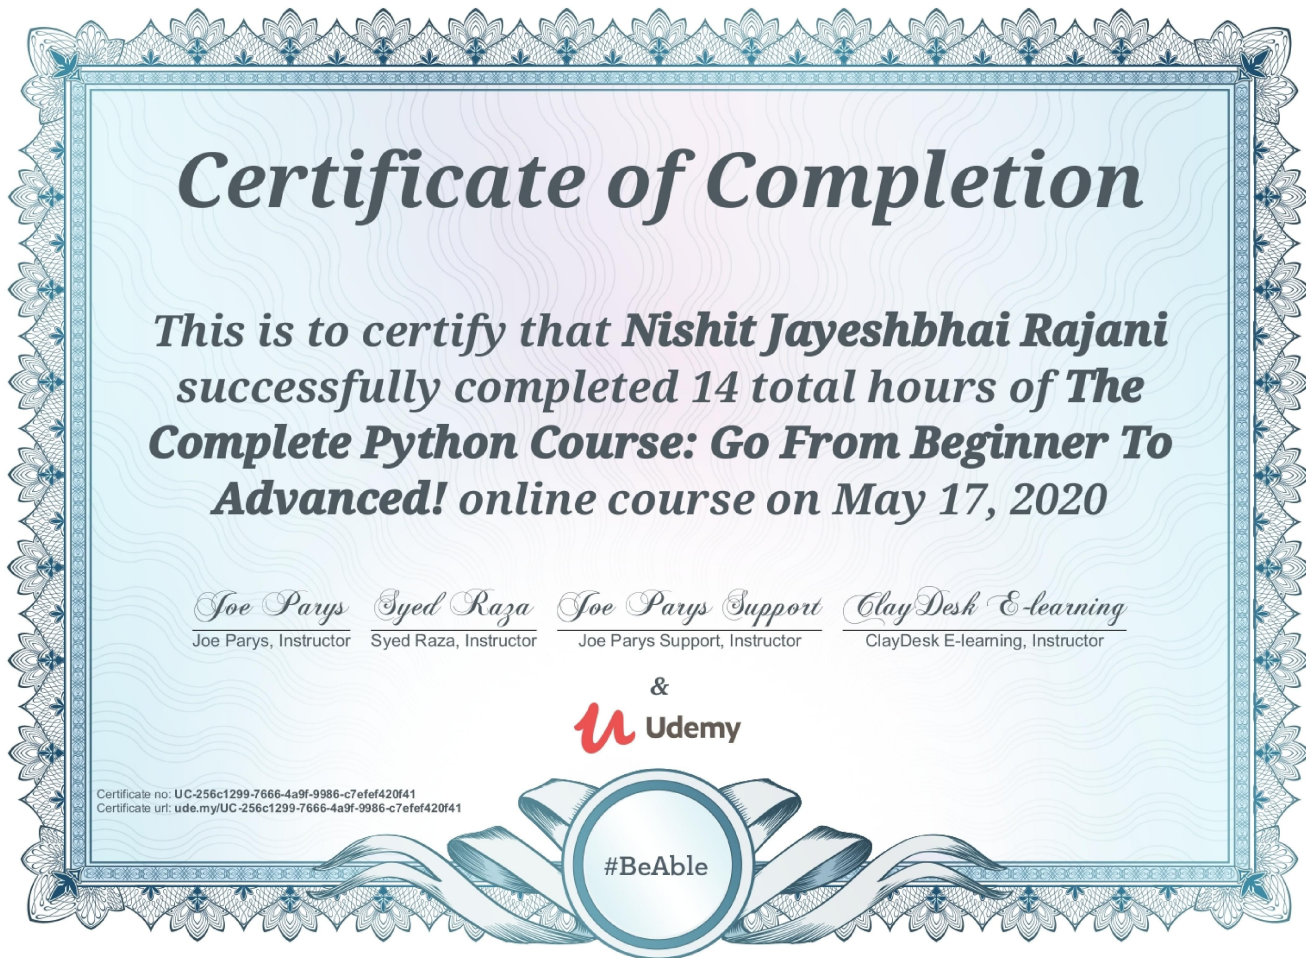 Certificate of Completion
This is to certify that Nishit Jayeshbhai Rajani
successfully completed 14 total hours of The
Complete Python Course: Go From Beginner To
Advanced! online course on May 17, 2020
Joe Parys Syed Raza Joe Parys Support ClayDesk E-learning
Joe Parys, Instructor Syed Raza, Instructor Joe Parys Support, Instructor ClayDesk E-learning, Instructor
&
Udemy
Certificate no: UC-256c1299-7666-4a9f-9986-c7efef420f41
Certificate url: ude.my/UC-256c1299-7666-4a9f-9986-c7efef420f41
#BeAble